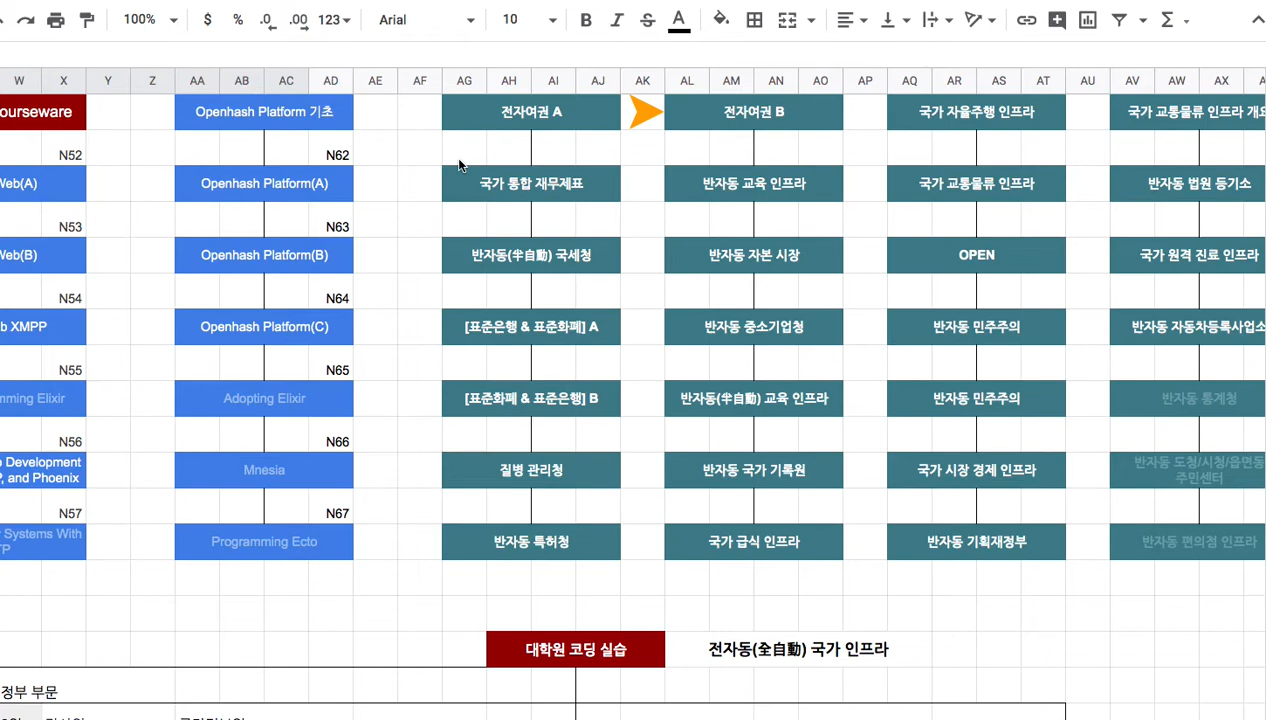 100% $ % .0 .00 123 Arial 10 B I S A Σ
W X Y Z AA AB AC AD AE AF AG AH AI AJ AK AL AM AN AO AP AQ AR AS AT AU AV AW AX
ourseware Openhash Platform 기초 전자여권 A 전자여권 B 국가 자율주행 인프라 국가 교통물류 인프라 개요
N52 N62
Web(A) Openhash Platform(A) 국가 통합 재무제표 반자동 교육 인프라 국가 교통물류 인프라 반자동 법원 등기소
N53 N63
Web(B) Openhash Platform(B) 반자동(半自動) 국세청 반자동 자본 시장 OPEN 국가 원격 진료 인프라
N54 N64
b XMPP Openhash Platform(C) [표준은행 & 표준화폐] A 반자동 중소기업청 반자동 민주주의 반자동 자동차등록사업소
N55 N65
mming Elixir Adopting Elixir [표준화폐 & 표준은행] B 반자동(半自動) 교육 인프라 반자동 민주주의 반자동 통계청
N56 N66
Development
P, and Phoenix Mnesia 질병 관리청 반자동 국가 기록원 국가 시장 경제 인프라 반자동 도청/시청/읍면동
주민센터
N57 N67
Systems With
TP Programming Ecto 반자동 특허청 국가 급식 인프라 반자동 기획재정부 반자동 편의점 인프라
대학원 코딩 실습 전자동(全自動) 국가 인프라
정부 부문